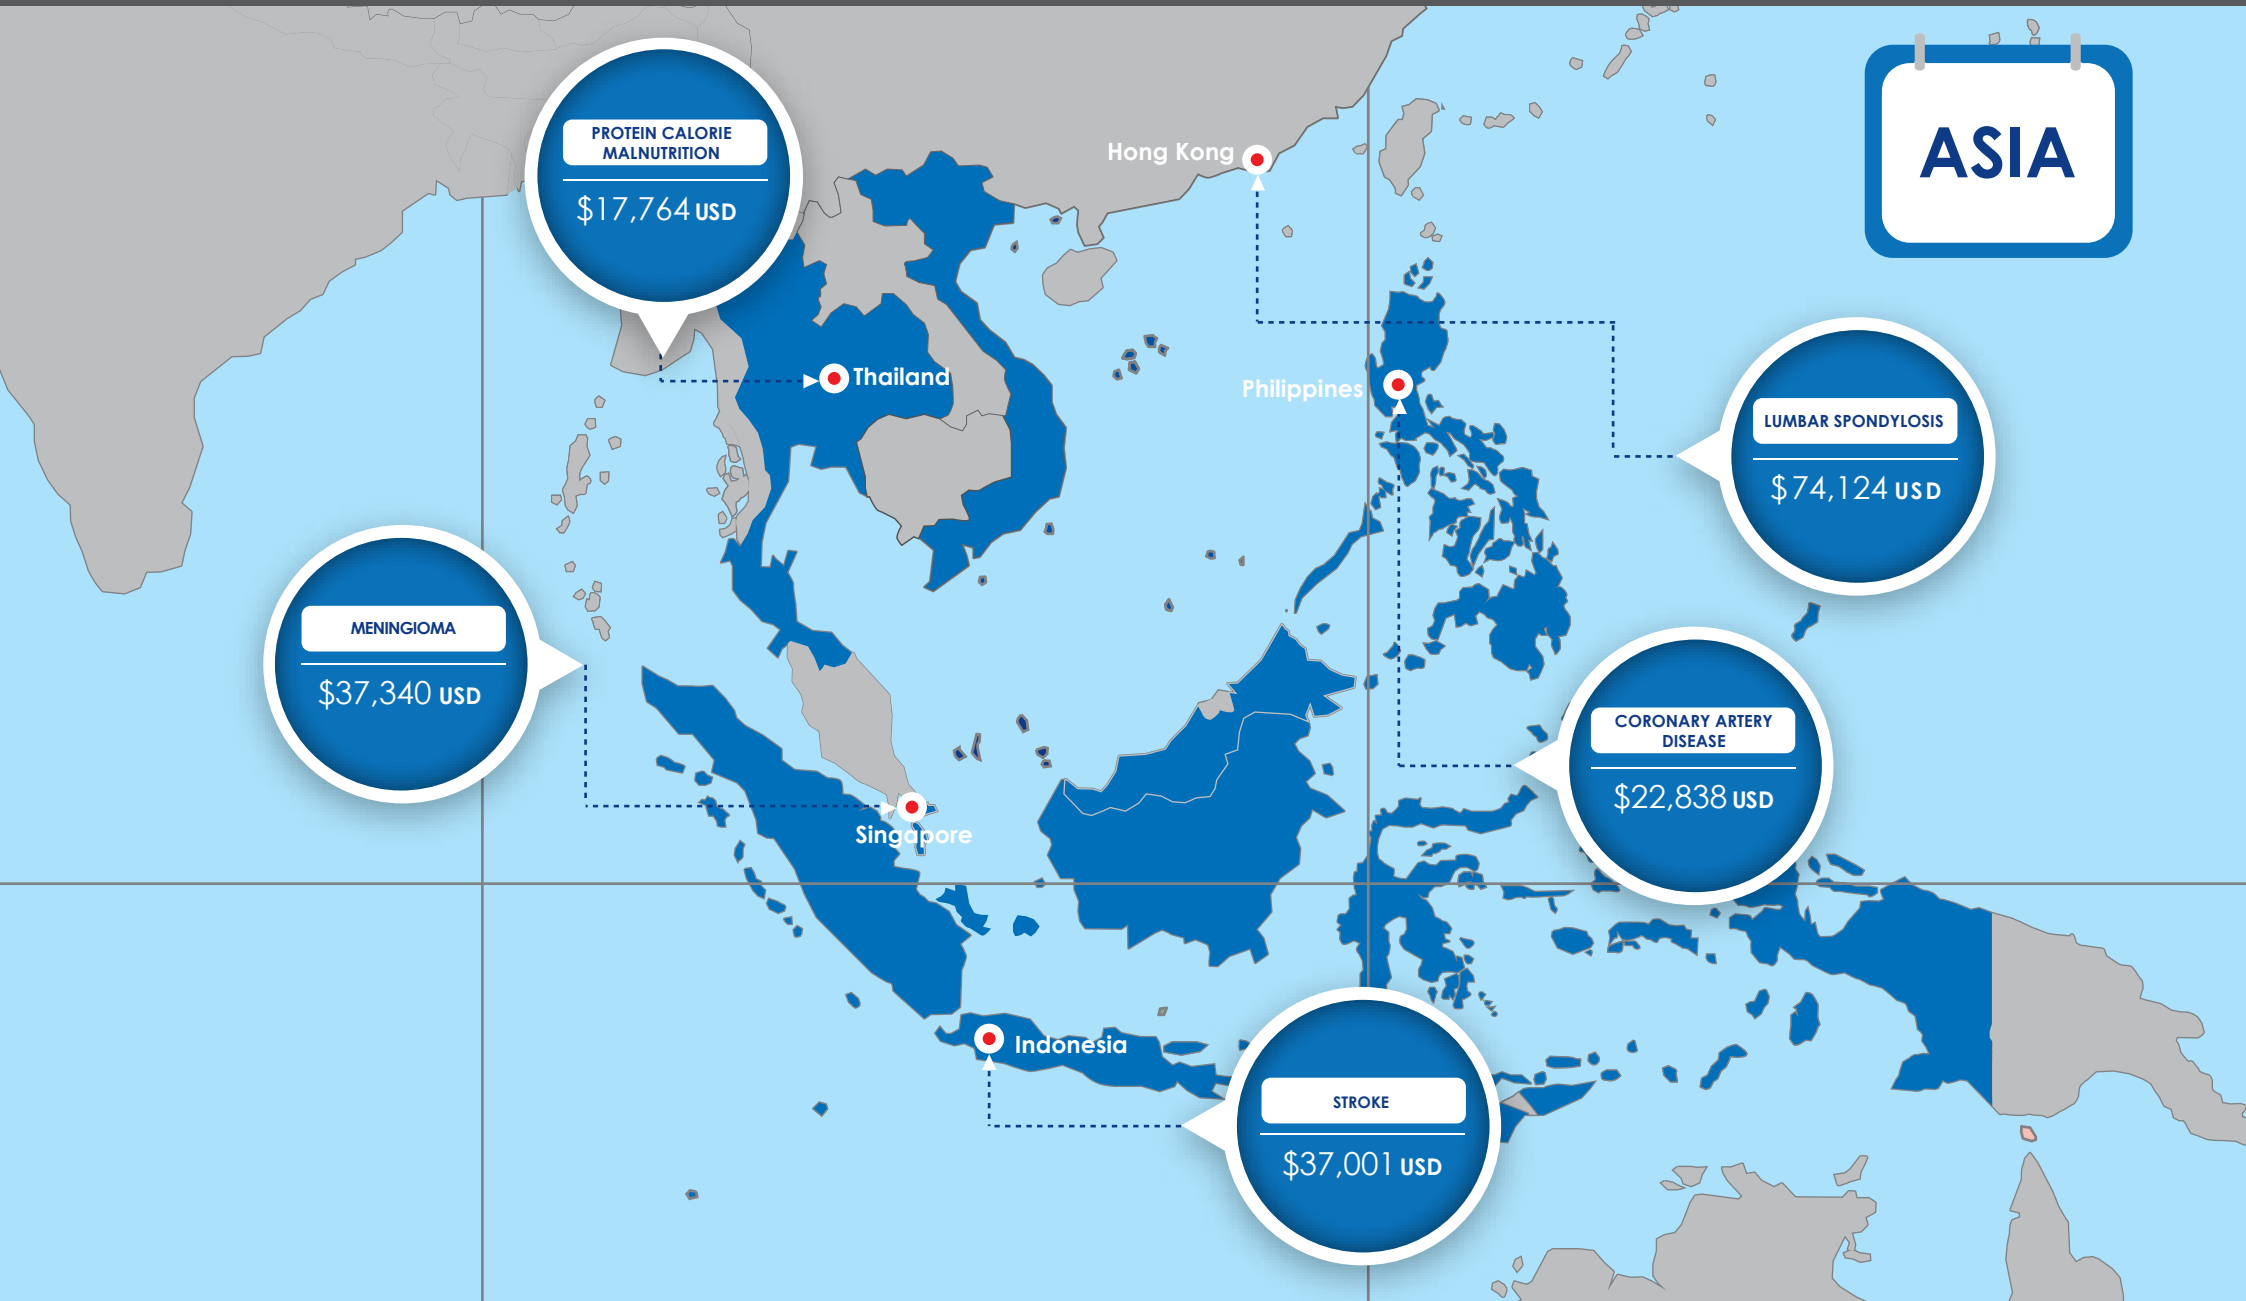 ASIA
PROTEIN CALORIE
MALNUTRITION
$17,764 USD
Hong Kong
Thailand
Philippines
LUMBAR SPONDYLOSIS
$74,124 USD
MENINGIOMA
$37,340 USD
CORONARY ARTERY
DISEASE
$22,838 USD
Singapore
Indonesia
STROKE
$37,001 USD